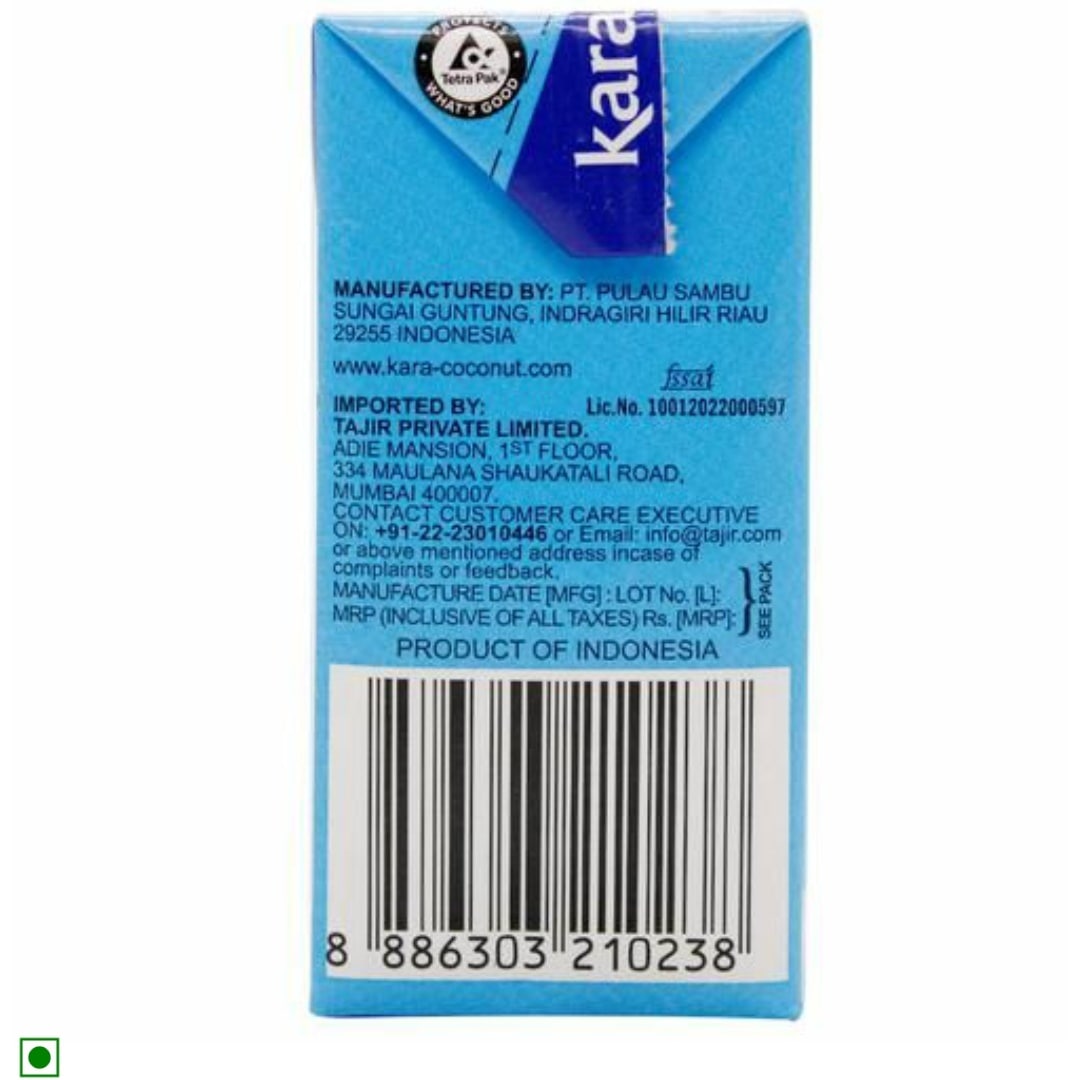 PROTECTS
Tetra Pak®
WHAT'S GOOD
kara
MANUFACTURED BY: PT. PULAU SAMBU
SUNGAI GUNTUNG, INDRAGIRI HILIR RIAU
29255 INDONESIA
www.kara-coconut.com
fssai
IMPORTED BY: Lic.No. 10012022000597
TAJIR PRIVATE LIMITED.
ADIE MANSION, 1ST FLOOR,
334 MAULANA SHAUKATALI ROAD,
MUMBAI 400007.
CONTACT CUSTOMER CARE EXECUTIVE
ON: +91-22-23010446 or Email: info@tajir.com
or above mentioned address incase of
complaints or feedback.
MANUFACTURE DATE [MFG] : LOT No. [L]:
MRP (INCLUSIVE OF ALL TAXES) Rs. [MRP]:
SEE PACK
PRODUCT OF INDONESIA
8 886303 210238